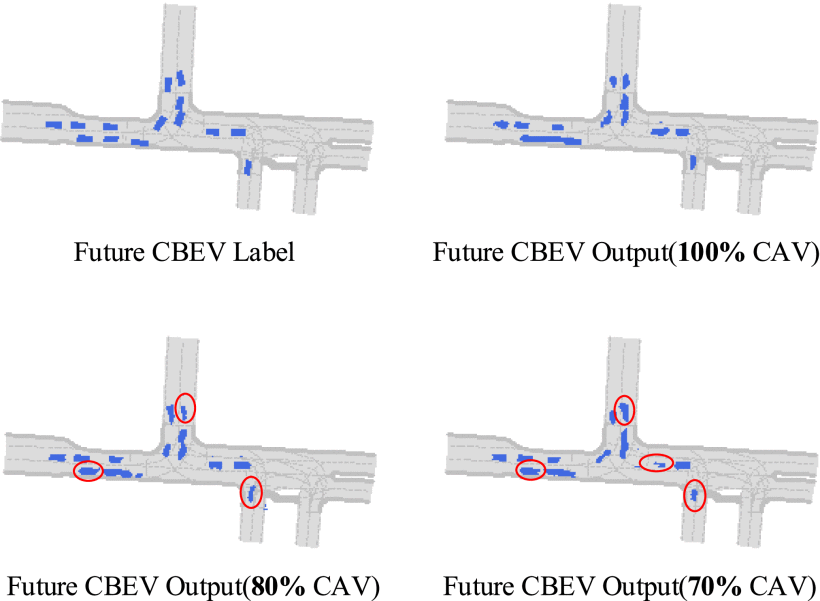 Future CBEV Label
Future CBEV Output(100% CAV)
Future CBEV Output(80% CAV)
Future CBEV Output(70% CAV)